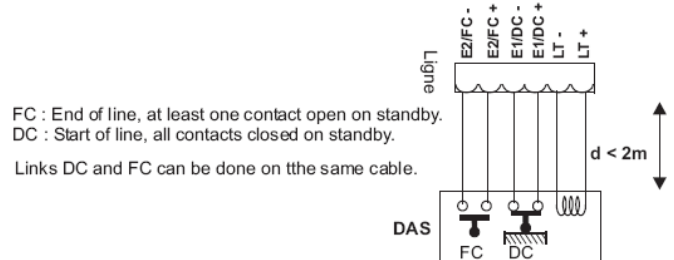 E2/FC -
E2/FC +
E1/DC -
E1/DC +
LT -
LT +
Ligne
FC : End of line, at least one contact open on standby.
DC : Start of line, all contacts closed on standby.
Links DC and FC can be done on tthe same cable.
d < 2m
DAS
FC
DC